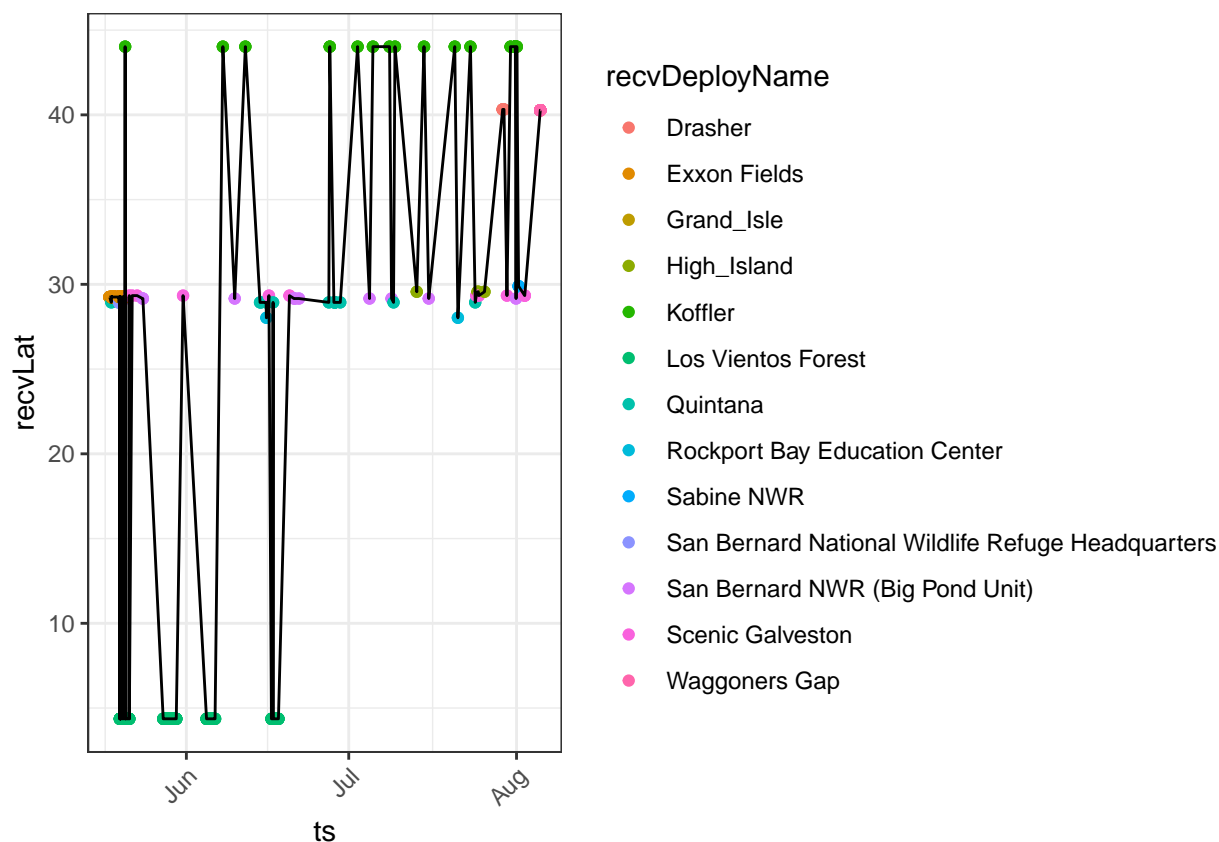 recvLat
40
30
20
10
Jun
Jul
Aug
ts
recvDeployName
Drasher
Exxon Fields
Grand_Isle
High_Island
Koffler
Los Vientos Forest
Quintana
Rockport Bay Education Center
Sabine NWR
San Bernard National Wildlife Refuge Headquarters
San Bernard NWR (Big Pond Unit)
Scenic Galveston
Waggoners Gap